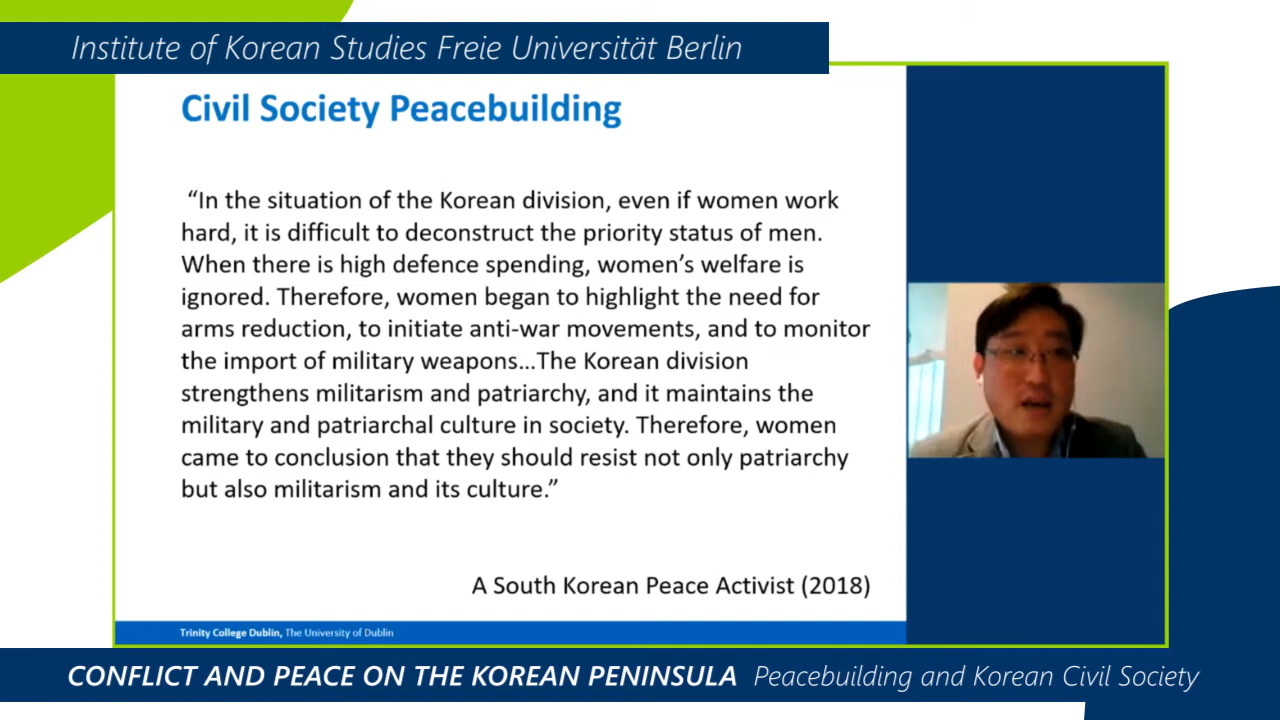 Institute of Korean Studies Freie Universität Berlin
Civil Society Peacebuilding
“In the situation of the Korean division, even if women work
hard, it is difficult to deconstruct the priority status of men.
When there is high defence spending, women’s welfare is
ignored. Therefore, women began to highlight the need for
arms reduction, to initiate anti-war movements, and to monitor
the import of military weapons…The Korean division
strengthens militarism and patriarchy, and it maintains the
military and patriarchal culture in society. Therefore, women
came to conclusion that they should resist not only patriarchy
but also militarism and its culture.”
A South Korean Peace Activist (2018)
Trinity College Dublin, The University of Dublin
CONFLICT AND PEACE ON THE KOREAN PENINSULA Peacebuilding and Korean Civil Society